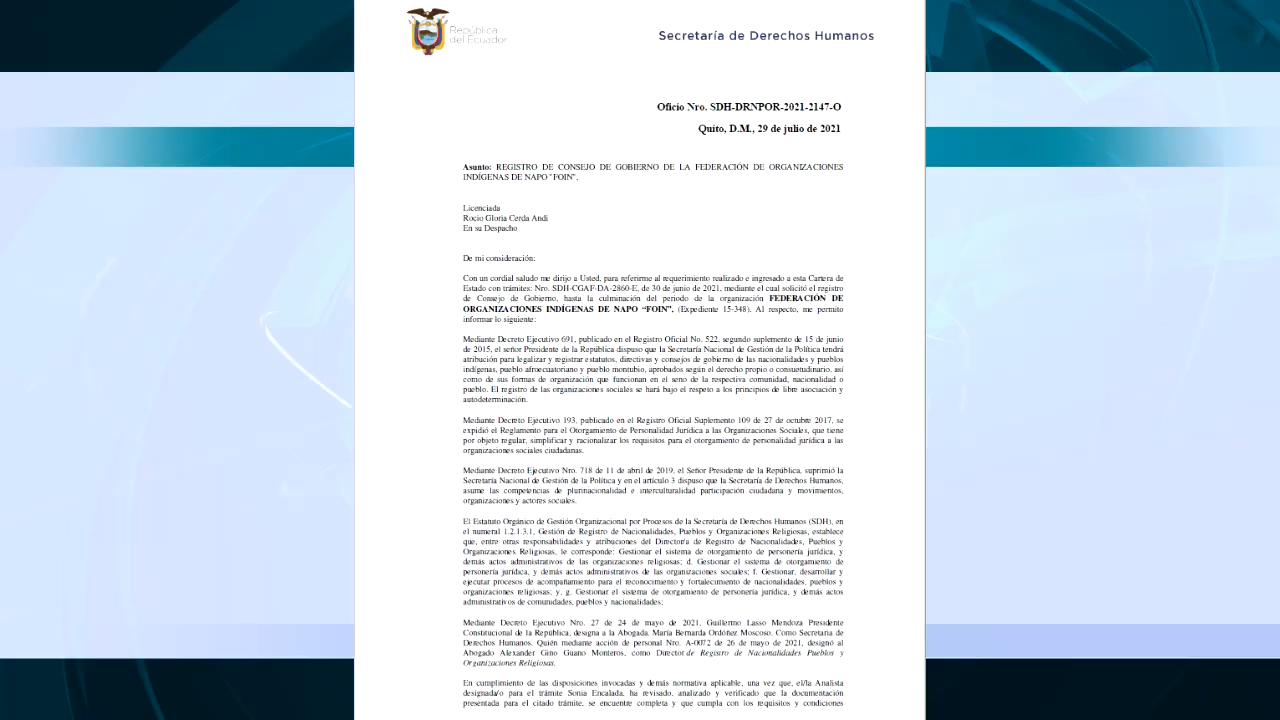 República
del Ecuador
Secretaría de Derechos Humanos
Oficio Nro. SDH-DRNPOR-2021-2147-O
Quito, D.M., 29 de julio de 2021
Asunto: REGISTRO DE CONSEJO DE GOBIERNO DE LA FEDERACIÓN DE ORGANIZACIONES
INDÍGENAS DE NAPO "FOIN",
Licenciada
Rocio Gloria Cerda Andi
En su Despacho
De mi consideración:
Con un cordial saludo me dirijo a Usted, para referirme al requerimiento realizado e ingresado a esta Cartera de
Estado con trámites: Nro. SDH-CGAF-DA-2860-E, de 30 de junio de 2021, mediante el cual solicitó el registro
de Consejo de Gobierno, hasta la culminación del periodo de la organización FEDERACIÓN DE
ORGANIZACIONES INDÍGENAS DE NAPO “FOIN”, (Expediente 15-348). Al respecto, me permito
informar lo siguiente:
Mediante Decreto Ejecutivo 691, publicado en el Registro Oficial No. 522, segundo suplemento de 15 de junio
de 2015, el señor Presidente de la República dispuso que la Secretaría Nacional de Gestión de la Política tendrá
atribución para legalizar y registrar estatutos, directivas y consejos de gobierno de las nacionalidades y pueblos
indígenas, pueblo afroecuatoriano y pueblo montubio, aprobados según el derecho propio o consuetudinario, así
como de sus formas de organización que funcionan en el seno de la respectiva comunidad, nacionalidad o
pueblo. El registro de las organizaciones sociales se hará bajo el respeto a los principios de libre asociación y
autodeterminación.
Mediante Decreto Ejecutivo 193, publicado en el Registro Oficial Suplemento 109 de 27 de octubre 2017, se
expidió el Reglamento para el Otorgamiento de Personalidad Jurídica a las Organizaciones Sociales, que tiene
por objeto regular, simplificar y racionalizar los requisitos para el otorgamiento de personalidad jurídica a las
organizaciones sociales ciudadanas.
Mediante Decreto Ejecutivo Nro. 718 de 11 de abril de 2019, el Señor Presidente de la República, suprimió la
Secretaría Nacional de Gestión de la Política y en el artículo 3 dispuso que la Secretaría de Derechos Humanos,
asume las competencias de plurinacionalidad e interculturalidad participación ciudadana y movimientos,
organizaciones y actores sociales.
El Estatuto Orgánico de Gestión Organizacional por Procesos de la Secretaría de Derechos Humanos (SDH), en
el numeral 1.2.1.3.1, Gestión de Registro de Nacionalidades, Pueblos y Organizaciones Religiosas, establece
que, entre otras responsabilidades y atribuciones del Director/a de Registro de Nacionalidades, Pueblos y
Organizaciones Religiosas, le corresponde: Gestionar el sistema de otorgamiento de personería jurídica, y
demás actos administrativos de las organizaciones religiosas; d. Gestionar el sistema de otorgamiento de
personería jurídica, y demás actos administrativos de las organizaciones sociales; f. Gestionar, desarrollar y
ejecutar procesos de acompañamiento para el reconocimiento y fortalecimiento de nacionalidades, pueblos y
organizaciones religiosas; y, g. Gestionar el sistema de otorgamiento de personería jurídica, y demás actos
administrativos de comunidades, pueblos y nacionalidades;
Mediante Decreto Ejecutivo Nro. 27 de 24 de mayo de 2021, Guillermo Lasso Mendoza Presidente
Constitucional de la República, designa a la Abogada, María Bernarda Ordóñez Moscoso, Como Secretaria de
Derechos Humanos, Quién mediante acción de personal Nro. A-0072 de 26 de mayo de 2021, designó al
Abogado Alexander Gino Guano Monteros, como Director de Registro de Nacionalidades Pueblos y
Organizaciones Religiosas.
En cumplimiento de las disposiciones invocadas y demás normativa aplicable, una vez que, el/la Analista
designada/o para el trámite Sonia Encalada, ha revisado, analizado y verificado que la documentación
presentada para el citado trámite, se encuentre completa y que cumpla con los requisitos y condiciones